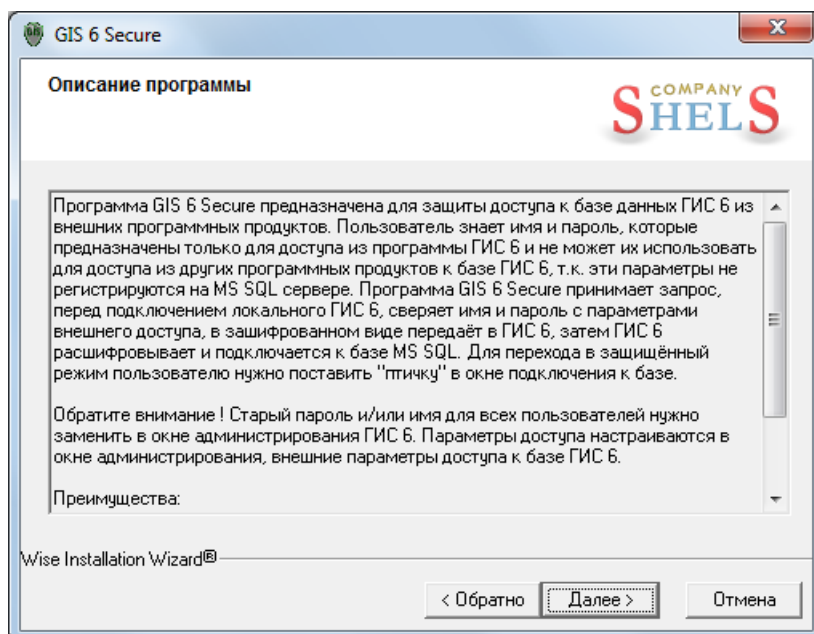 GIS 6 Secure
Описание программы
COMPANY
SHELS
Программа GIS 6 Secure предназначена для защиты доступа к базе данных ГИС 6 из
внешних программных продуктов. Пользователь знает имя и пароль, которые
предназначены только для доступа из программы ГИС 6 и не может их использовать
для доступа из других программных продуктов к базе ГИС 6, т.к. эти параметры не
регистрируются на MS SQL сервере. Программа GIS 6 Secure принимает запрос,
перед подключением локального ГИС 6, сверяет имя и пароль с параметрами
внешнего доступа, в зашифрованном виде передаёт в ГИС 6, затем ГИС 6
расшифровывает и подключается к базе MS SQL. Для перехода в защищённый
режим пользователю нужно поставить "птичку" в окне подключения к базе.
Обратите внимание ! Старый пароль и/или имя для всех пользователей нужно
заменить в окне администрирования ГИС 6. Параметры доступа настраиваются в
окне администрирования, внешние параметры доступа к базе ГИС 6.
Преимущества:
Wise Installation Wizard®
< Обратно
Далее >
Отмена